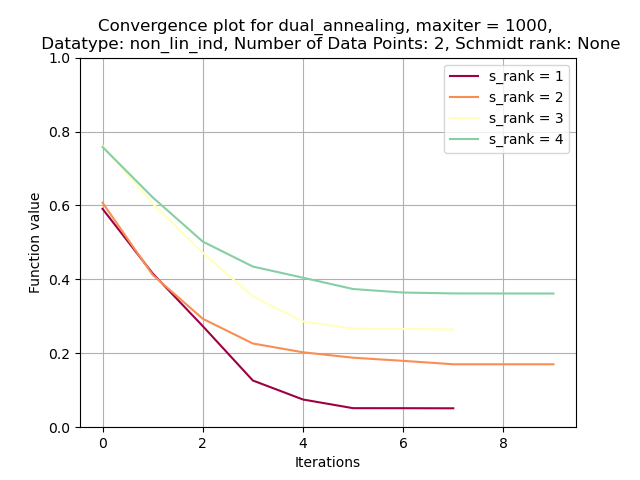 Convergence plot for dual_annealing, maxiter = 1000,
Datatype: non_lin_ind, Number of Data Points: 2, Schmidt rank: None
1.0
0.8
0.6
0.4
0.2
0.0
Function value
s_rank = 1
s_rank = 2
s_rank = 3
s_rank = 4
0 2 4 6 8
Iterations